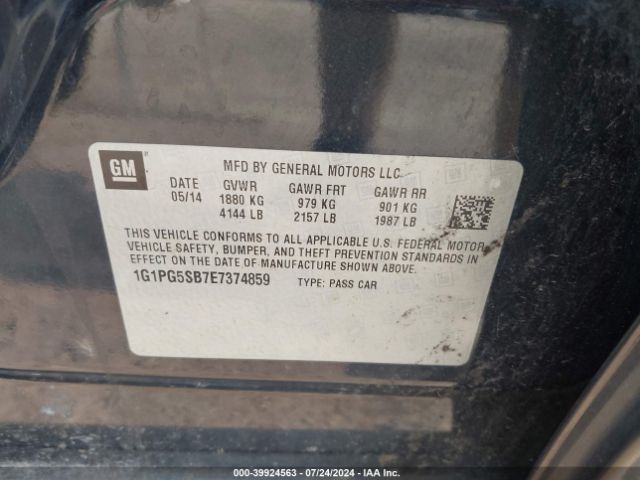 GM
MFD BY GENERAL MOTORS LLC
DATE GVWR GAWR FRT GAWR RR
05/14 1880 KG 979 KG 901 KG
4144 LB 2157 LB 1987 LB
THIS VEHICLE CONFORMS TO ALL APPLICABLE U.S. FEDERAL MOTOR
VEHICLE SAFETY, BUMPER, AND THEFT PREVENTION STANDARDS IN
EFFECT ON THE DATE OF MANUFACTURE SHOWN ABOVE.
1G1PG5SB7E7374859 TYPE: PASS CAR
000-39924563 - 07/24/2024 - IAA Inc.